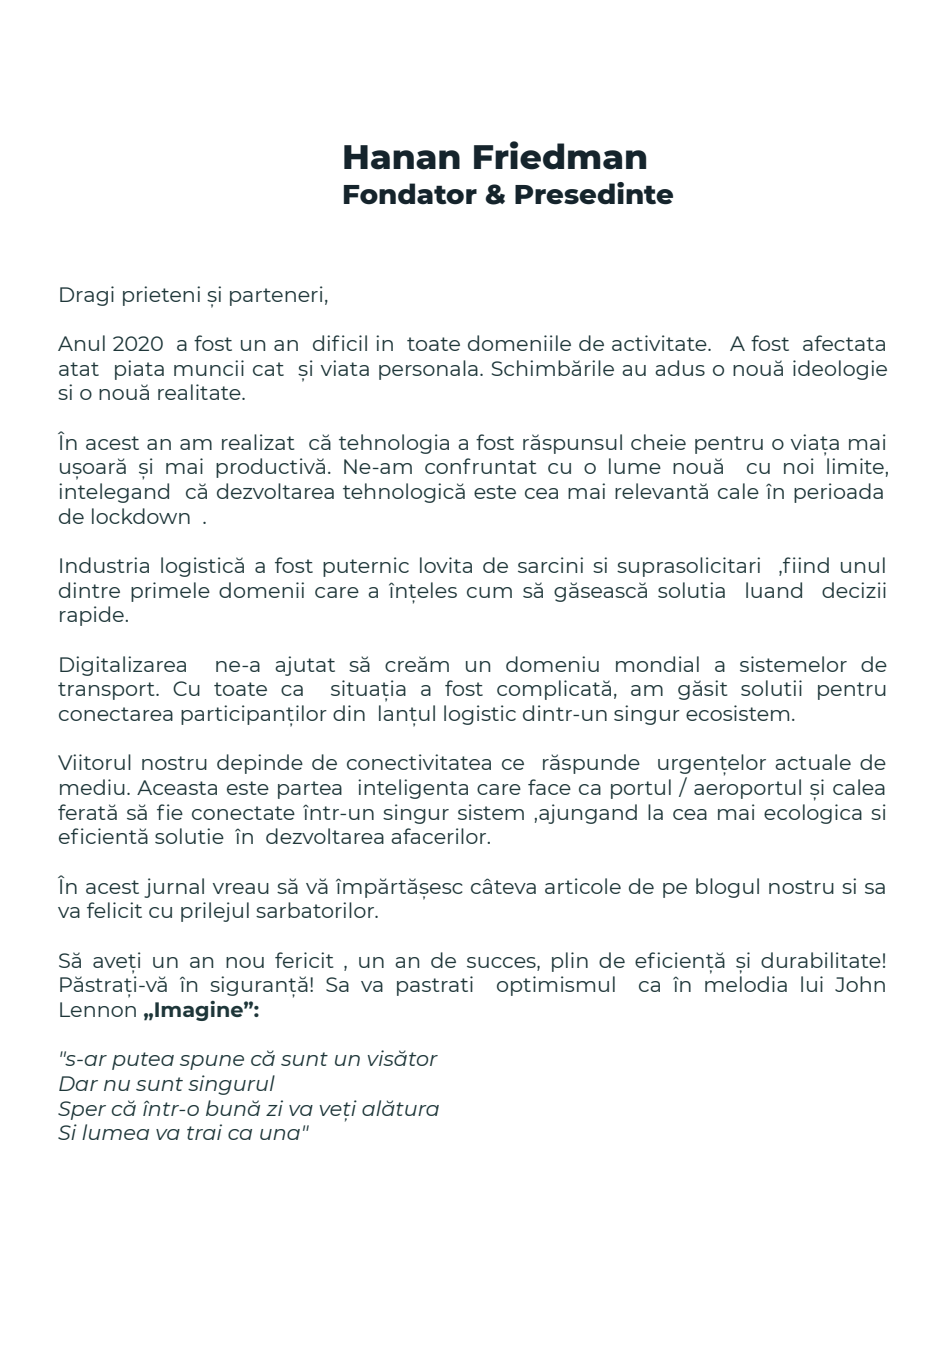 Hanan Friedman
Fondator & Presedinte
Dragi prieteni și parteneri,
Anul 2020 a fost un an dificil in toate domeniile de activitate. A fost afectata
atat piata muncii cat și viata personala. Schimbările au adus o nouă ideologie
si o nouă realitate.
În acest an am realizat că tehnologia a fost răspunsul cheie pentru o viața mai
ușoară și mai productivă. Ne-am confruntat cu o lume nouă cu noi limite,
intelegand că dezvoltarea tehnologică este cea mai relevantă cale în perioada
de lockdown .
Industria logistică a fost puternic lovita de sarcini si suprasolicitari ,fiind unul
dintre primele domenii care a înțeles cum să găsească solutia luand decizii
rapide.
Digitalizarea ne-a ajutat să creăm un domeniu mondial a sistemelor de
transport. Cu toate ca situația a fost complicată, am găsit solutii pentru
conectarea participanților din lanțul logistic dintr-un singur ecosistem.
Viitorul nostru depinde de conectivitatea ce răspunde urgențelor actuale de
mediu. Aceasta este partea inteligenta care face ca portul / aeroportul și calea
ferată să fie conectate într-un singur sistem ,ajungand la cea mai ecologica si
eficientă solutie în dezvoltarea afacerilor.
În acest jurnal vreau să vă împărtășesc câteva articole de pe blogul nostru si sa
va felicit cu prilejul sarbatorilor.
Să aveți un an nou fericit , un an de succes, plin de eficiență și durabilitate!
Păstrați-vă în siguranță! Sa va pastrati optimismul ca în melodia lui John
Lennon „Imagine”:
"s-ar putea spune că sunt un visător
Dar nu sunt singurul
Sper că într-o bună zi va veți alătura
Si lumea va trai ca una"